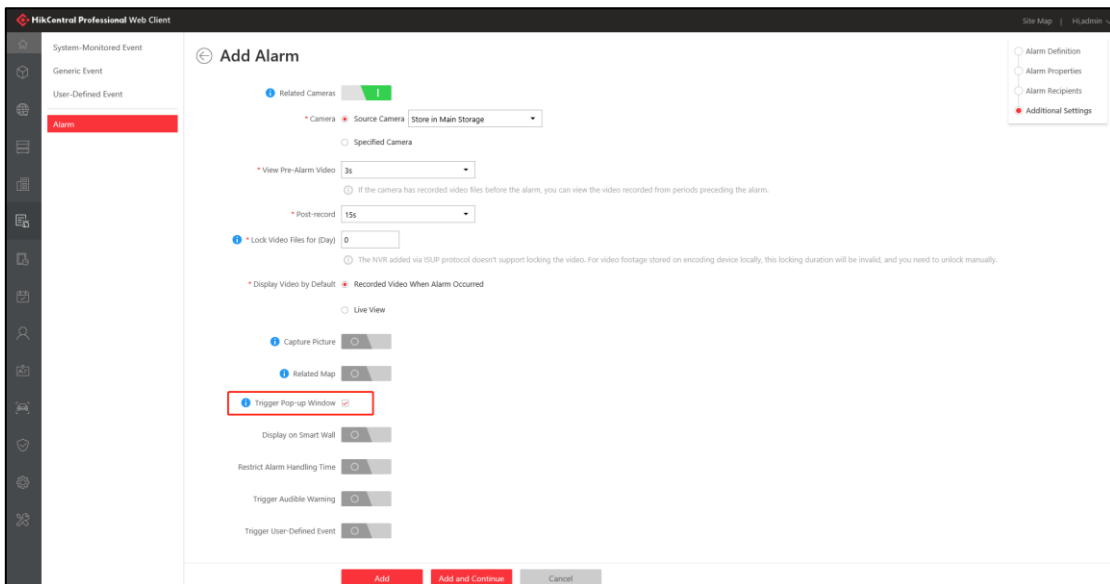 HikCentral Professional Web Client
Site Map | Hi,admin
System-Monitored Event
Generic Event
User-Defined Event
Alarm
Add Alarm
Alarm Definition
Alarm Properties
Alarm Recipients
Additional Settings
Related Cameras
* Camera Source Camera Store in Main Storage
Specified Camera
* View Pre-Alarm Video 3s
If the camera has recorded video files before the alarm, you can view the video recorded from periods preceding the alarm.
* Post-record 15s
* Lock Video Files for (Day) 0
The NVR added via ISUP protocol doesn't support locking the video. For video footage stored on encoding device locally, this locking duration will be invalid, and you need to unlock manually.
* Display Video by Default Recorded Video When Alarm Occurred
Live View
Capture Picture
Related Map
Trigger Pop-up Window
Display on Smart Wall
Restrict Alarm Handling Time
Trigger Audible Warning
Trigger User-Defined Event
Add Add and Continue Cancel